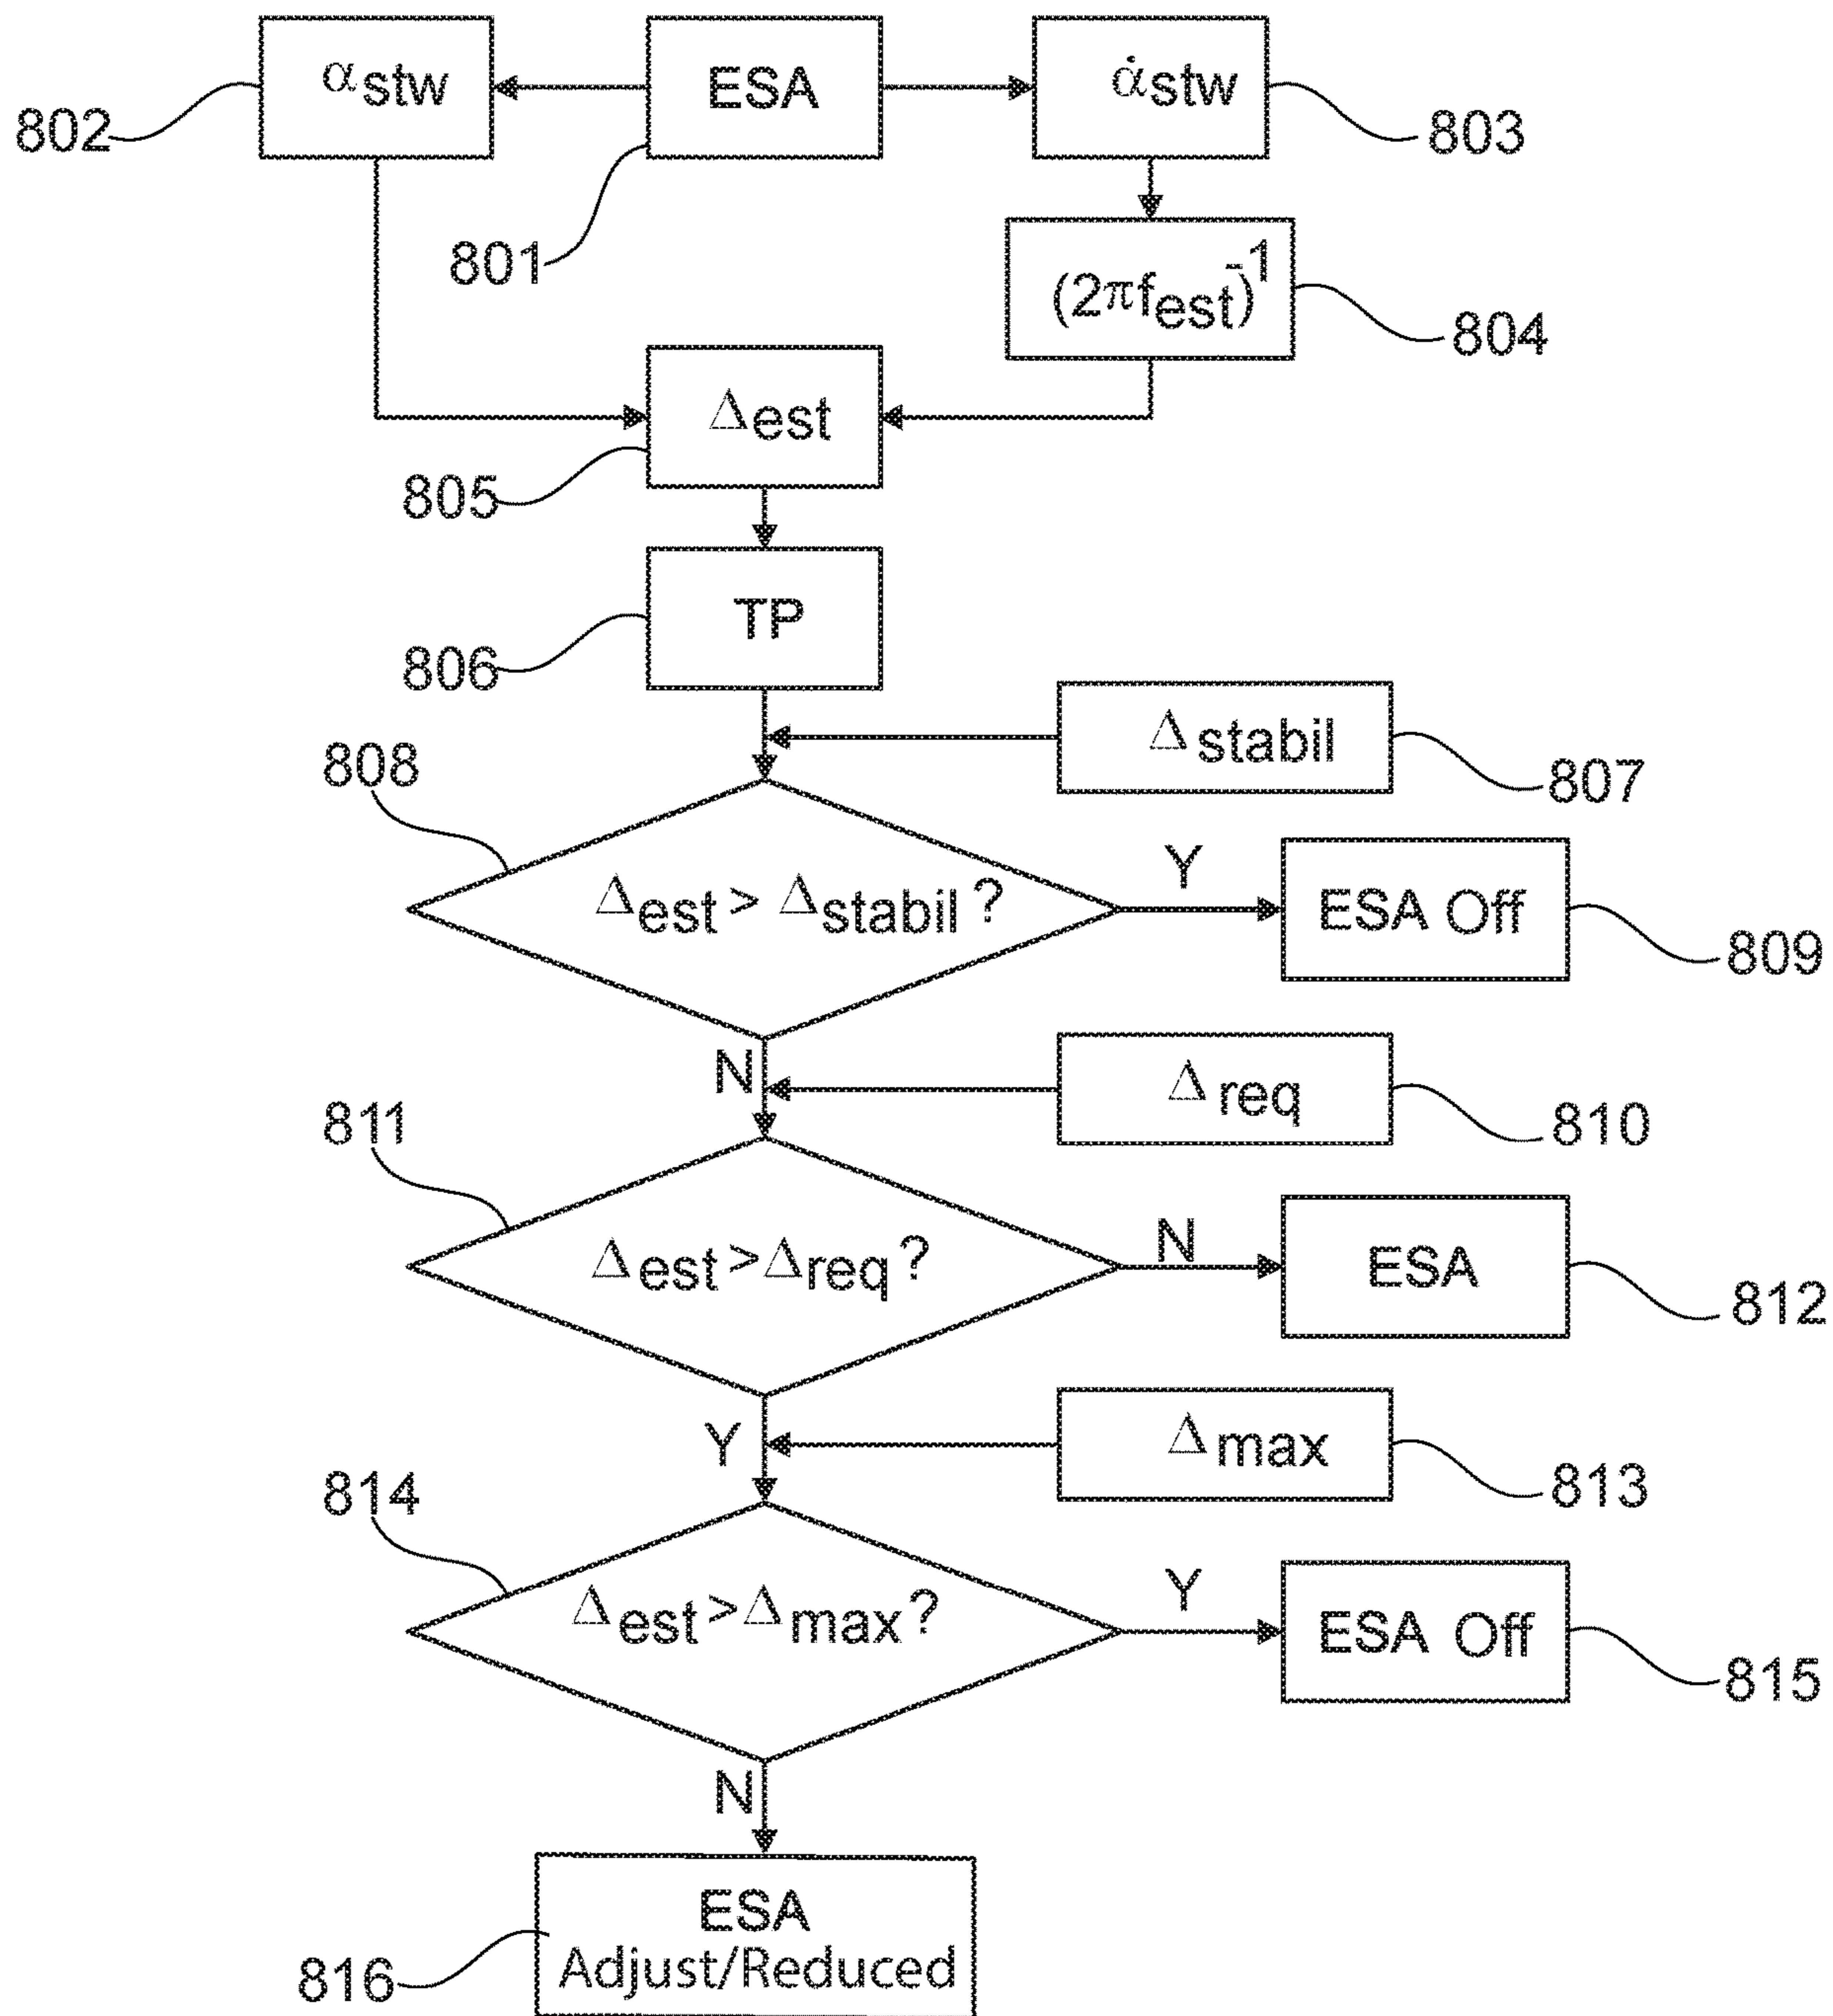 αstw
ESA
α̇stw
802
803
801
(2πfest)-1
804
Δest
805
TP
806
Δstabil
807
808
Δest > Δstabil?
Y
ESA Off
809
N
Δreq
810
811
Δest > Δreq?
N
ESA
812
Y
Δmax
813
814
Δest > Δmax?
Y
ESA Off
815
N
ESA
Adjust/Reduced
816